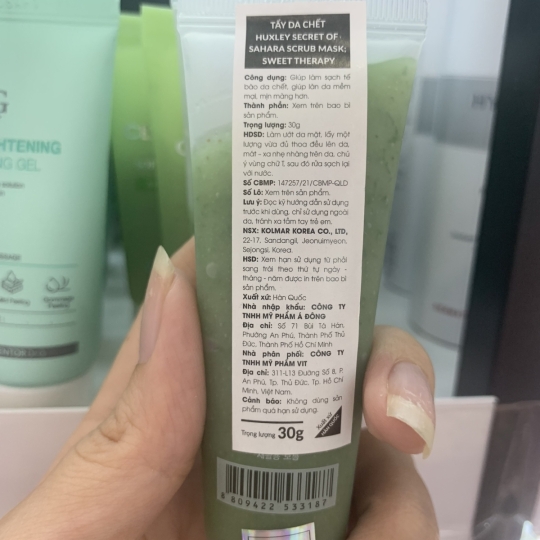 TẨY DA CHẾT
HUXLEY SECRET OF
SAHARA SCRUB MASK;
SWEET THERAPY
Công dụng: Giúp làm sạch tế
bào da chết, giúp làn da mềm
mại, mịn màng hơn.
Thành phần: Xem trên bao bì
sản phẩm.
Trọng lượng: 30g
HDSD: Làm ướt da mặt, lấy một
lượng vừa đủ thoa đều lên da,
mát - xa nhẹ nhàng trên da, chú
ý vùng chữ T, sau đó rửa sạch lại
với nước.
Số CBMP: 147257/21/CBMP-QLD
Số Lô: Xem trên sản phẩm.
Lưu ý: Đọc kỹ hướng dẫn sử dụng
trước khi dùng, chỉ sử dụng ngoài
da, tránh xa tầm tay trẻ em.
NSX: KOLMAR KOREA CO., LTD,
22-17, Sandangil, Jeonuimyeon,
Sejongsi, Korea.
HSD: Xem hạn sử dụng từ phải
sang trái theo thứ tự ngày -
tháng - năm được in trên bao bì
sản phẩm.
Xuất xứ: Hàn Quốc
Nhà nhập khẩu: CÔNG TY
TNHH MỸ PHẨM Á ĐÔNG
Địa chỉ: Số 71 Bùi Tá Hán,
Phường An Phú, Thành Phố Thủ
Đức, Thành Phố Hồ Chí Minh
Nhà phân phối: CÔNG TY
TNHH MỸ PHẨM VIT
Địa chỉ: 311-L13 Đường Số 8, P.
An Phú, Tp. Thủ Đức, Tp. Hồ Chí
Minh, Việt Nam.
Cảnh báo: Không dùng sản
phẩm quá hạn sử dụng.
Trọng lượng 30g
Xuất xứ
HÀN QUỐC
8 809422 533187
HTENING
NG GEL
Gommage
Peeling